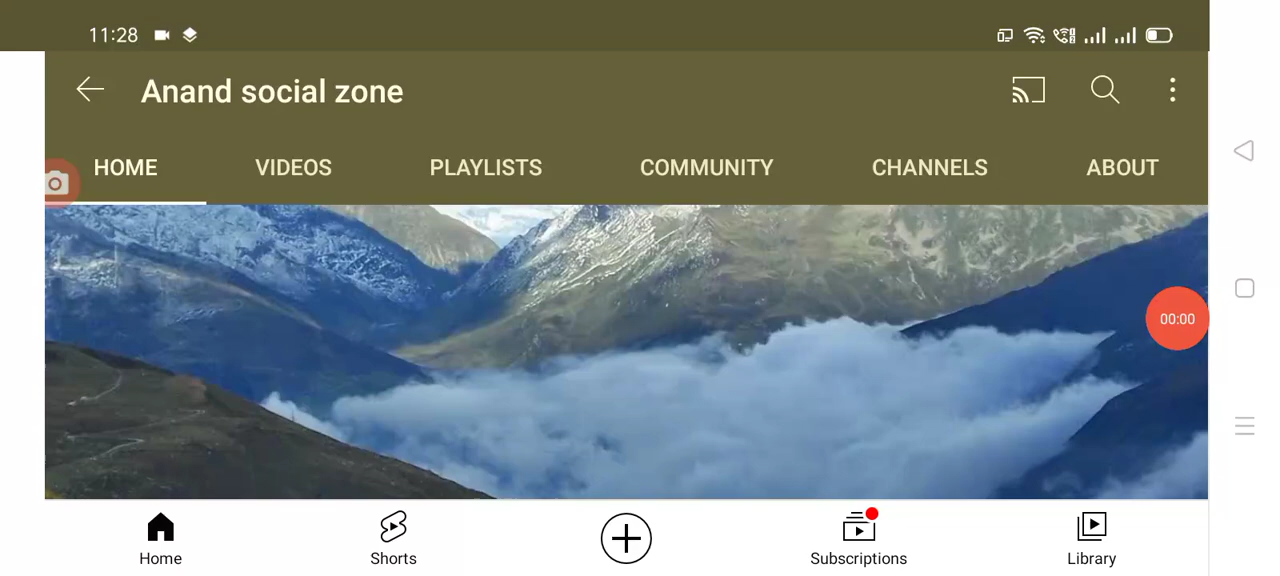 11:28
Anand social zone
HOME VIDEOS PLAYLISTS COMMUNITY CHANNELS ABOUT
00:00
Home Shorts Subscriptions Library